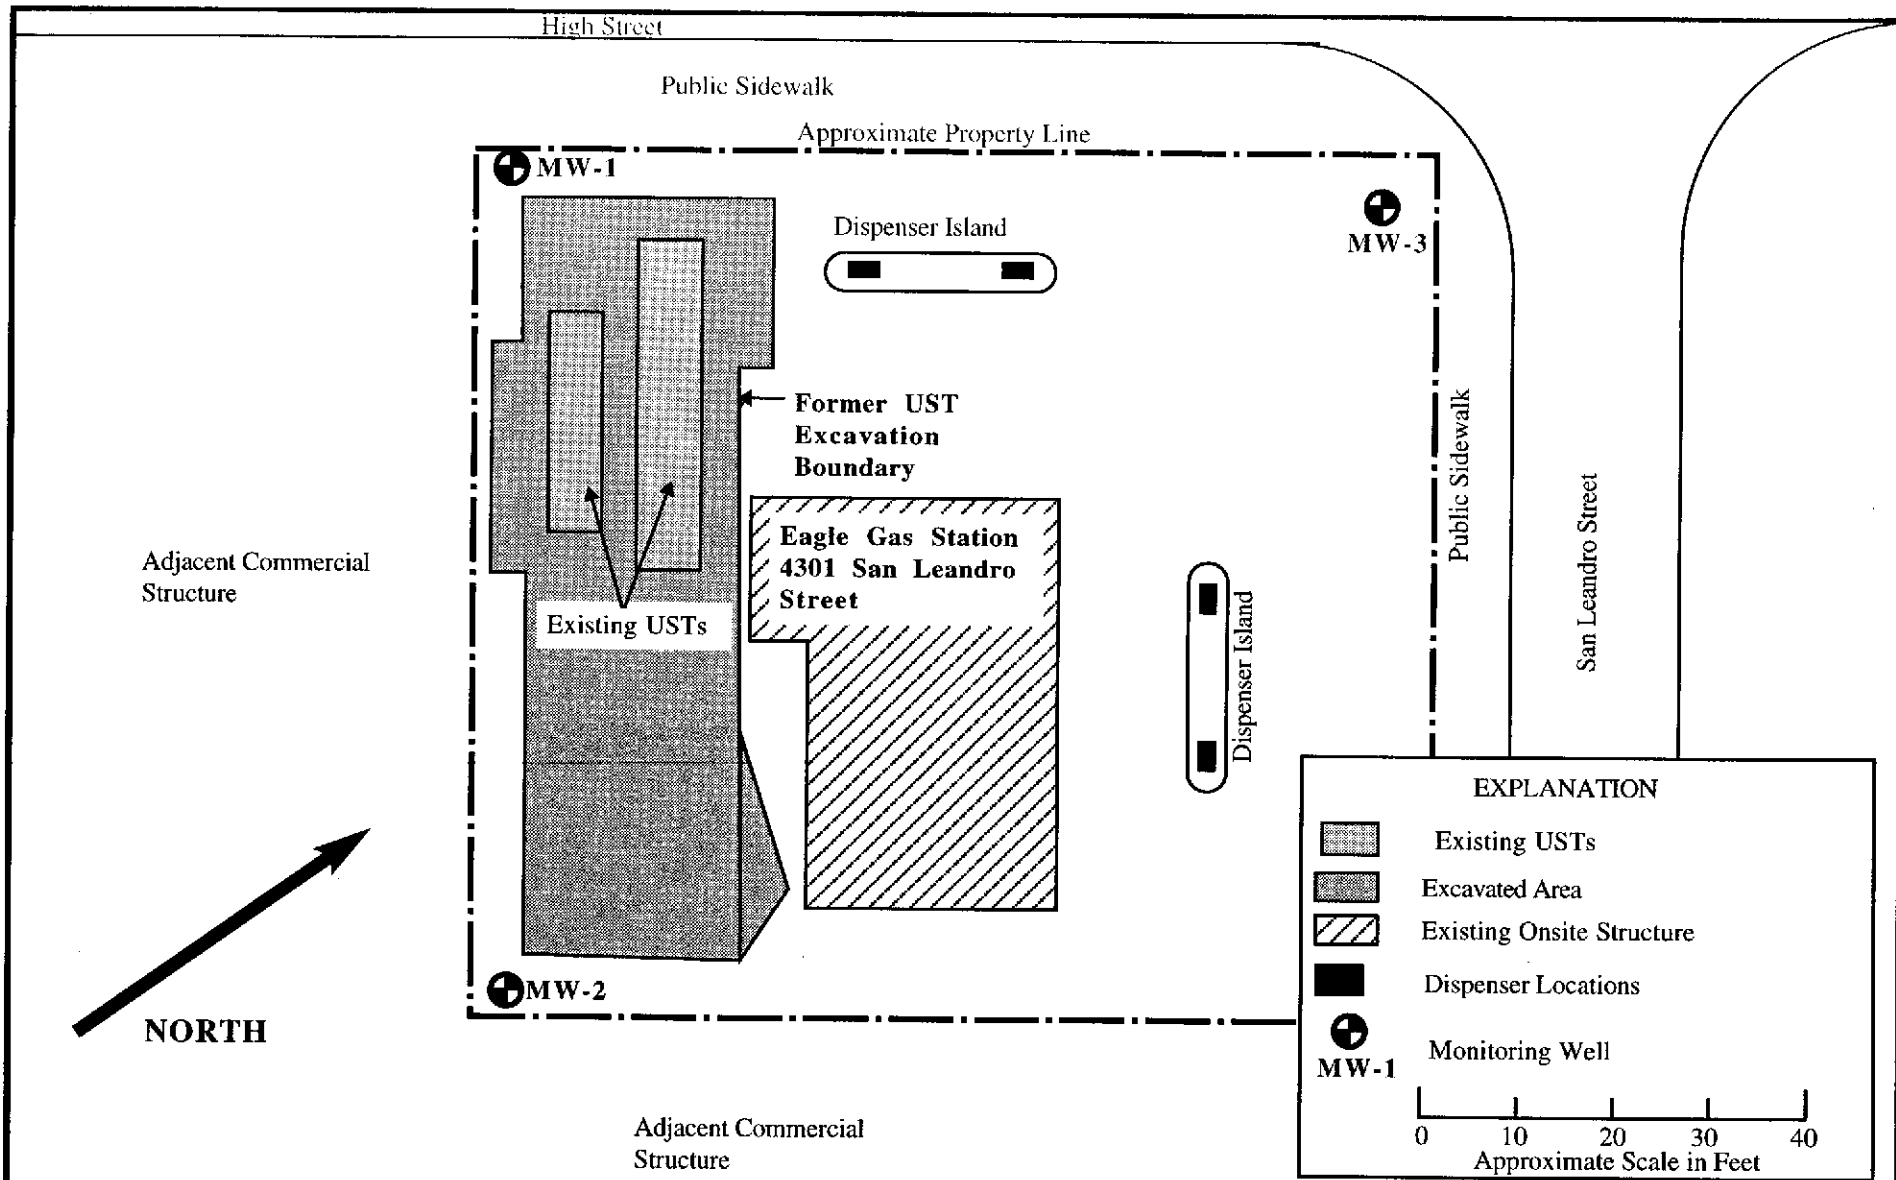 High Street
Public Sidewalk
Approximate Property Line
MW-1
Dispenser Island
MW-3
Former UST
Excavation
Boundary
Public Sidewalk
San Leandro Street
Eagle Gas Station
4301 San Leandro
Street
Adjacent Commercial
Structure
Existing USTs
Dispenser Island
NORTH
MW-2
Adjacent Commercial
Structure
EXPLANATION
Existing USTs
Excavated Area
Existing Onsite Structure
Dispenser Locations
Monitoring Well
MW-1
0 10 20 30 40
Approximate Scale in Feet